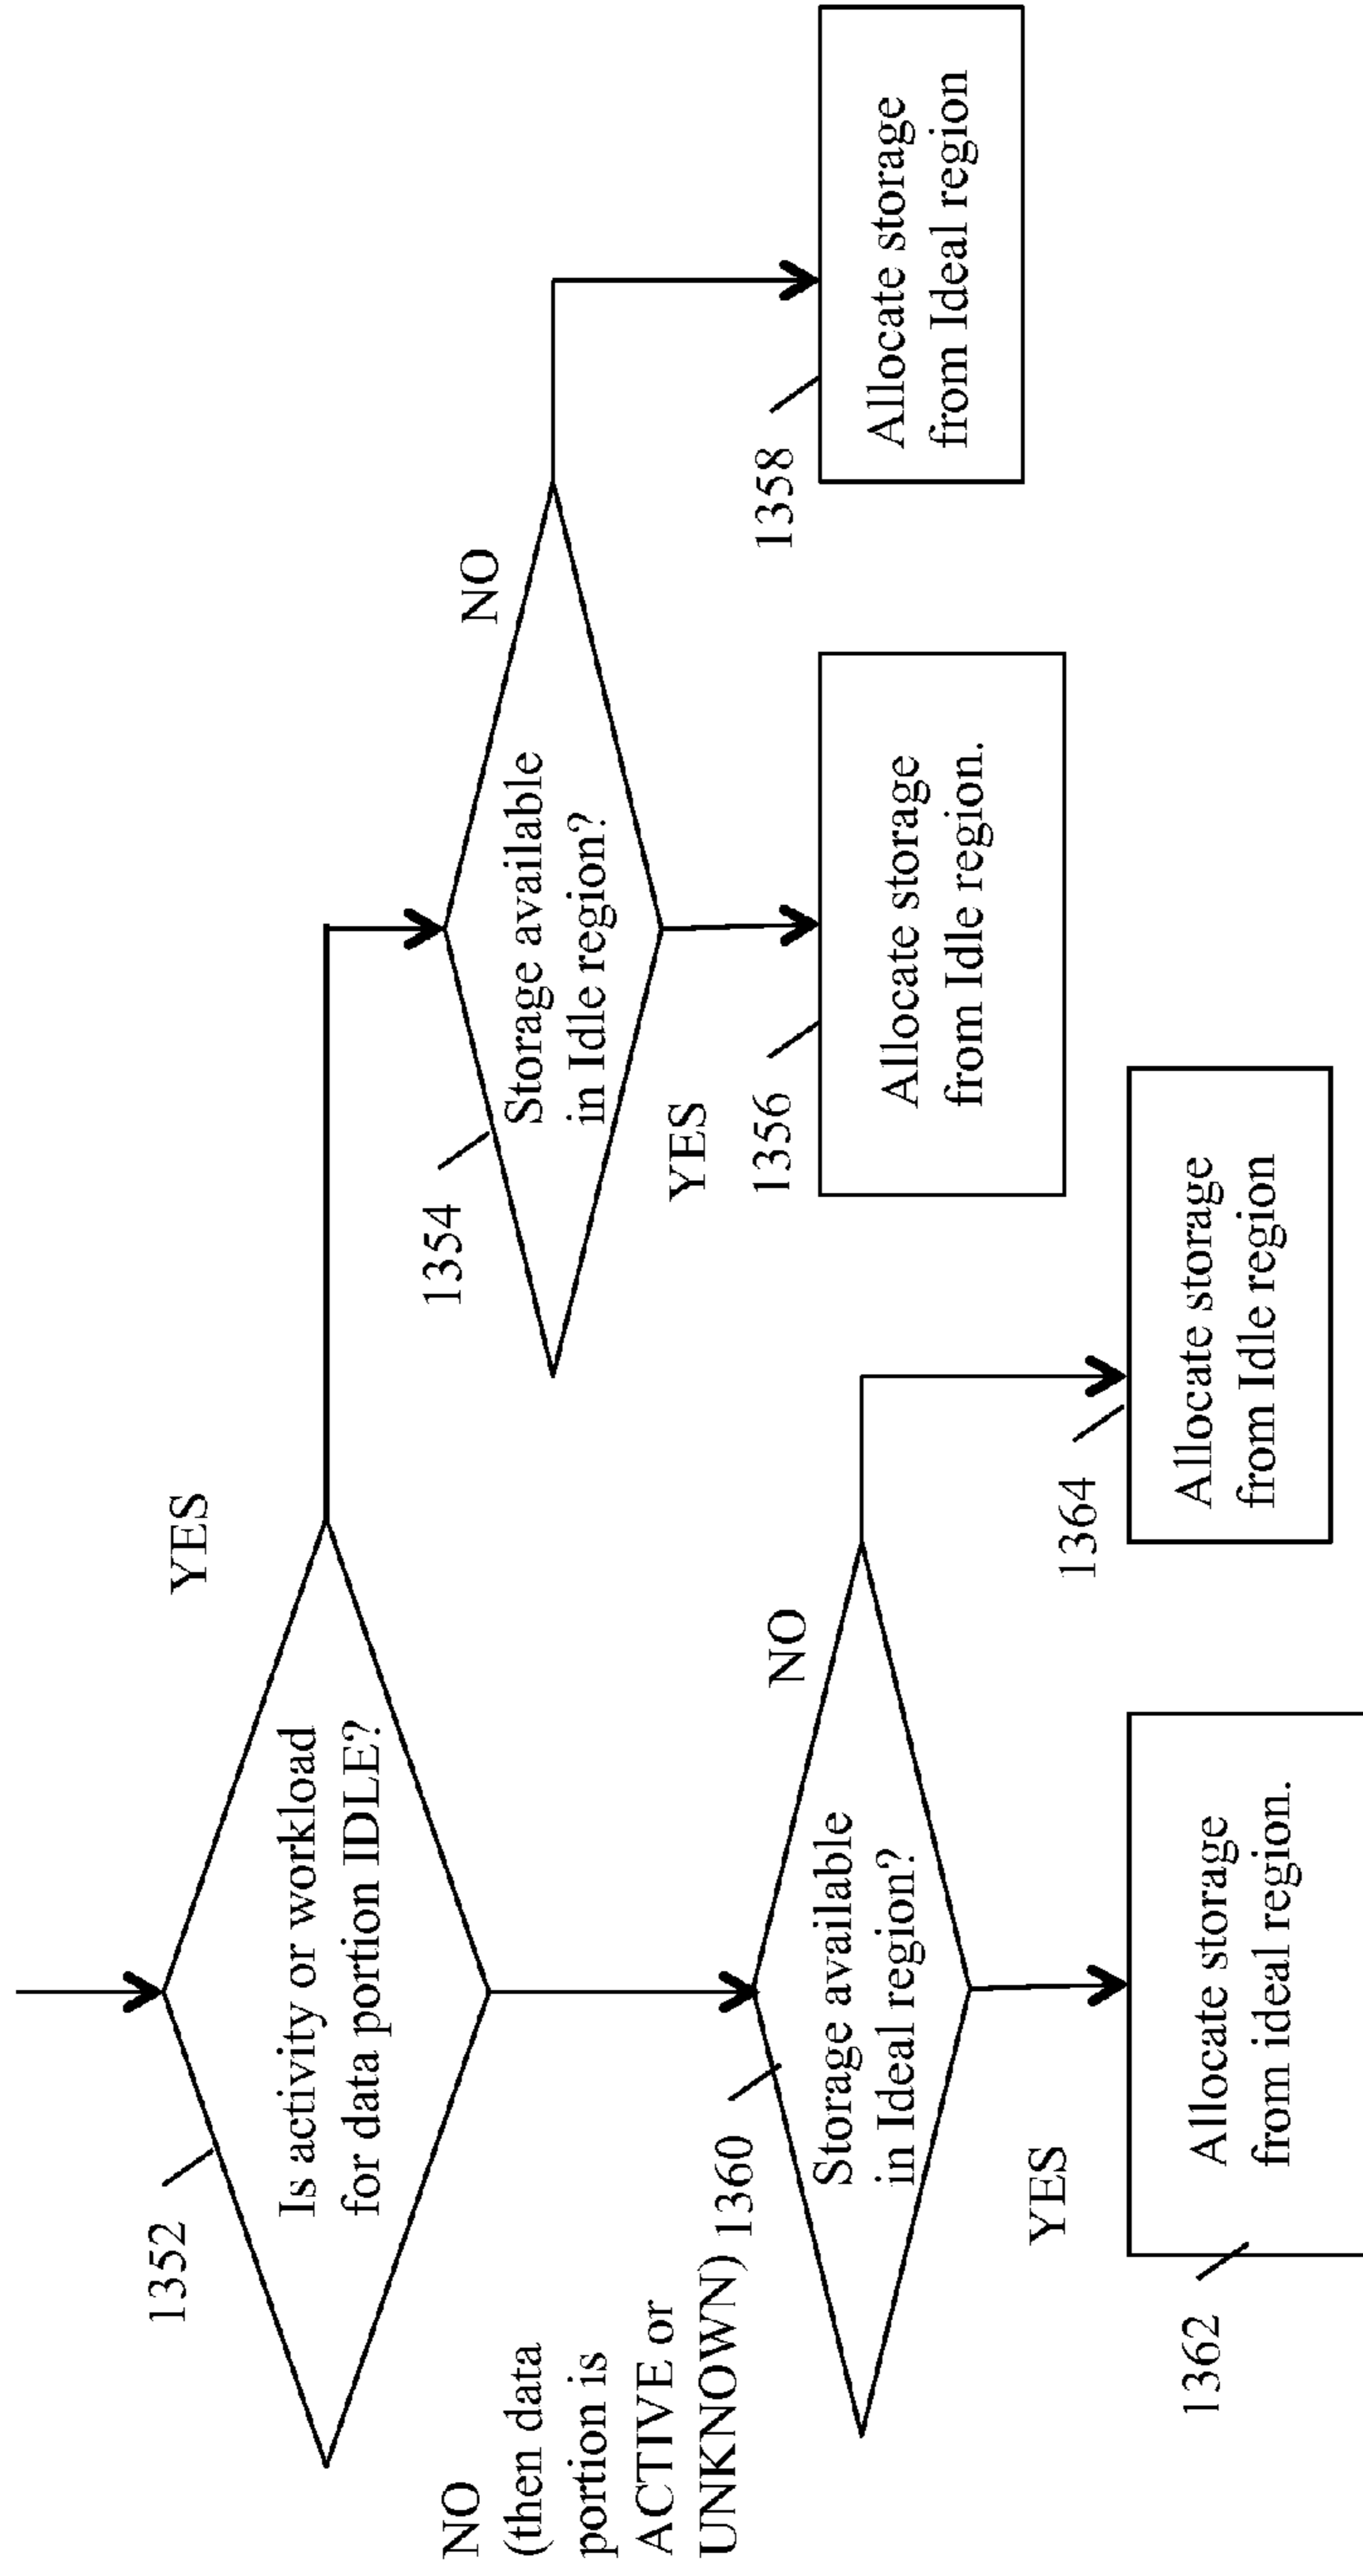 YES
1352
Is activity or workload
for data portion IDLE?
NO
(then data
portion is
ACTIVE or
UNKNOWN)
1354
Storage available
in Idle region?
NO
YES
1356
Allocate storage
from Idle region.
1358
Allocate storage
from Ideal region
1360
Storage available
in Ideal region?
NO
YES
1362
Allocate storage
from ideal region.
1364
Allocate storage
from Idle region